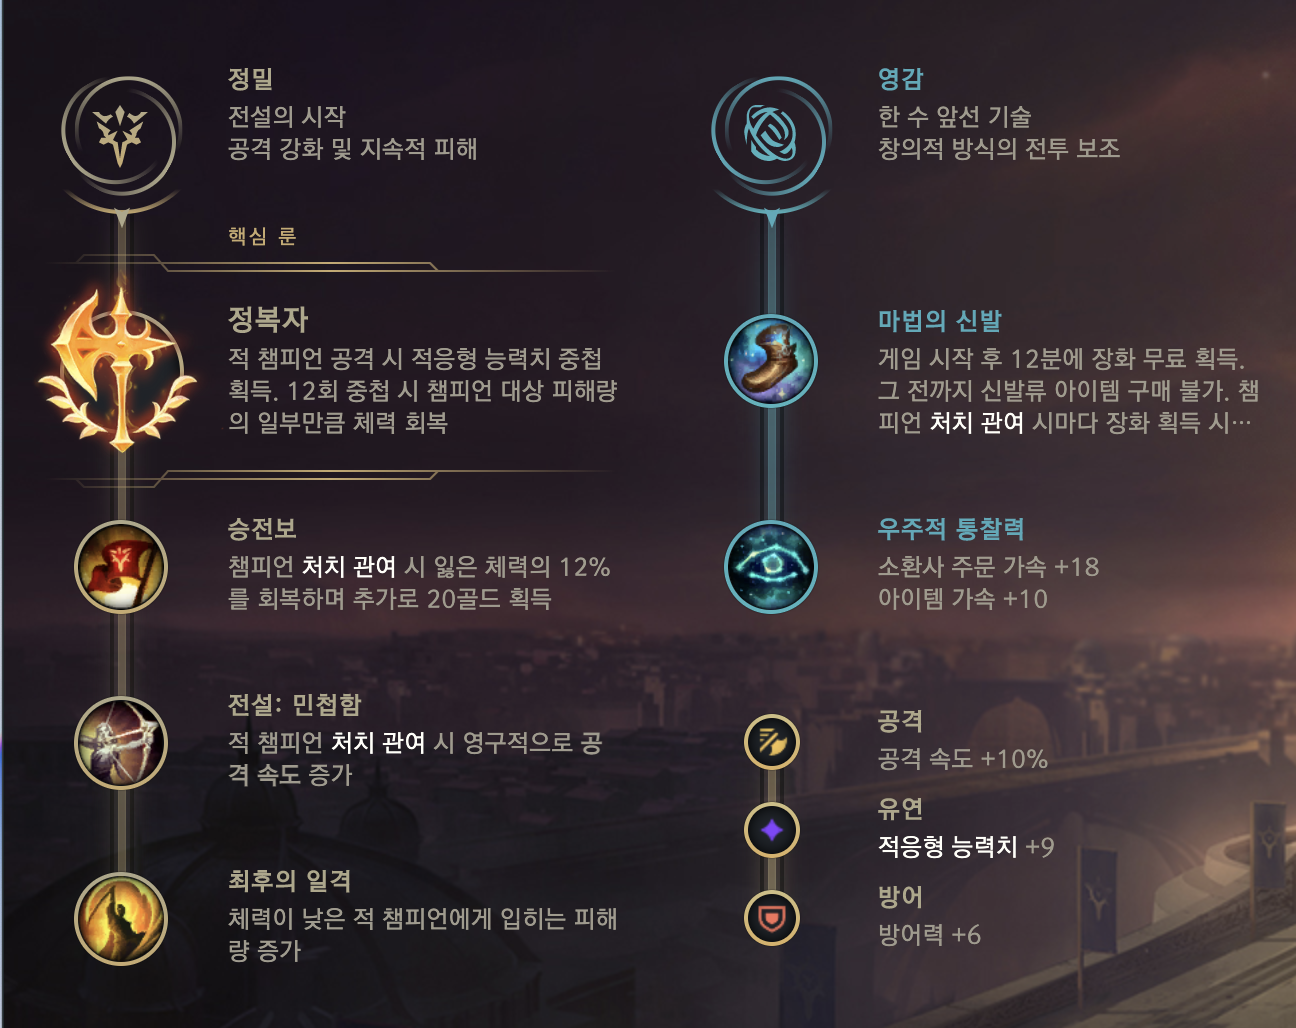 정밀
전설의 시작
공격 강화 및 지속적 피해
핵심 룬
정복자
적 챔피언 공격 시 적응형 능력치 중첩
획득. 12회 중첩 시 챔피언 대상 피해량
의 일부만큼 체력 회복
승전보
챔피언 처치 관여 시 잃은 체력의 12%
를 회복하며 추가로 20골드 획득
전설: 민첩함
적 챔피언 처치 관여 시 영구적으로 공
격 속도 증가
최후의 일격
체력이 낮은 적 챔피언에게 입히는 피해
량 증가
영감
한 수 앞선 기술
창의적 방식의 전투 보조
마법의 신발
게임 시작 후 12분에 장화 무료 획득.
그 전까지 신발류 아이템 구매 불가. 챔
피언 처치 관여 시마다 장화 획득 시…
우주적 통찰력
소환사 주문 가속 +18
아이템 가속 +10
공격
공격 속도 +10%
유연
적응형 능력치 +9
방어
방어력 +6